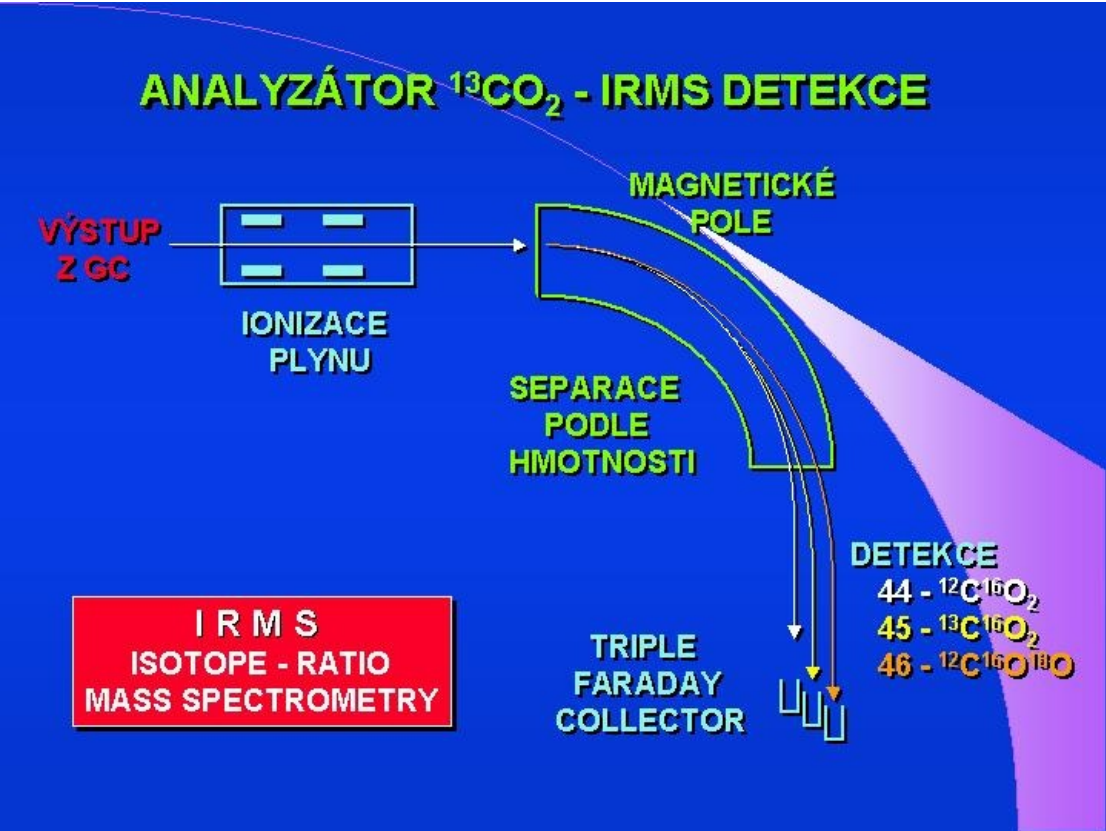 ANALYZÁTOR ¹³CO₂ - IRMS DETEKCE
MAGNETICKÉ
POLE
VÝSTUP
Z GC
IONIZACE
PLYNU
SEPARACE
PODLE
HMOTNOSTI
DETEKCE
44 - ¹²C¹⁶O₂
45 - ¹³C¹⁶O₂
46 - ¹²C¹⁶O¹⁸O
I R M S
ISOTOPE - RATIO
MASS SPECTROMETRY
TRIPLE
FARADAY
COLLECTOR